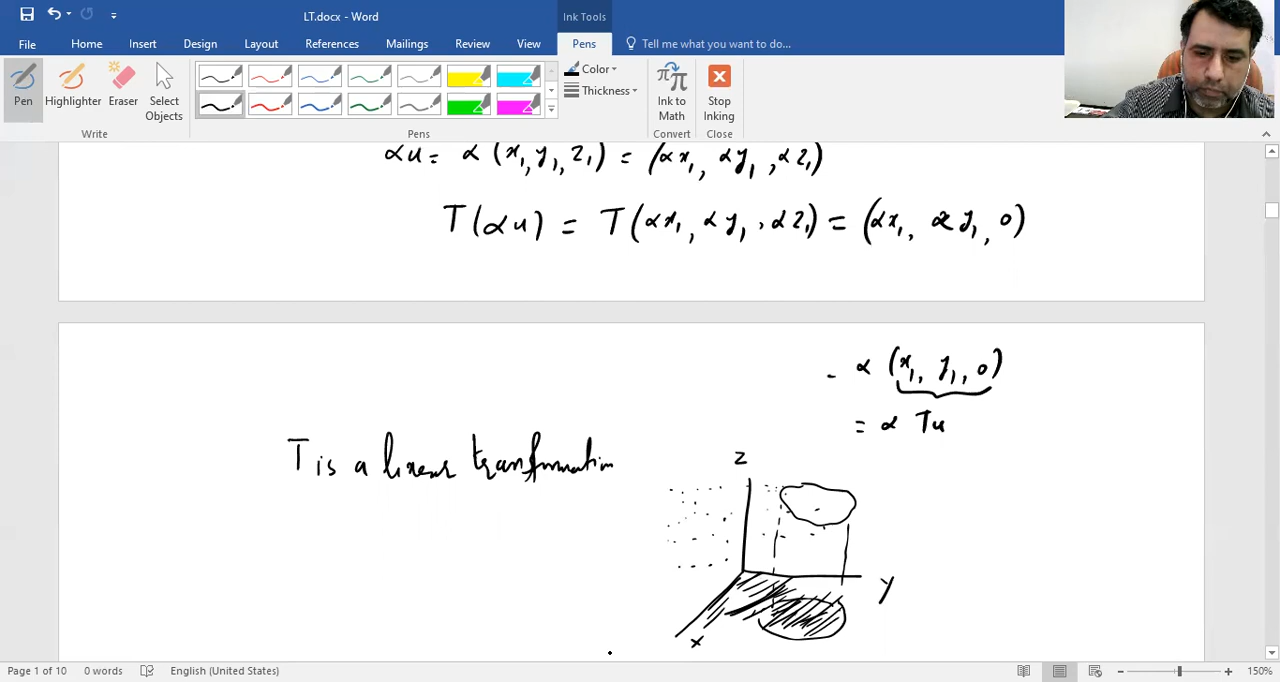 LT.docx - Word
Ink Tools
File Home Insert Design Layout References Mailings Review View Pens Tell me what you want to do...
Pen Highlighter Eraser Select Objects
Color
Thickness
Ink to Math
Stop Inking
Write Pens Convert Close
αu = α (x₁, y₁, z₁) = (αx₁, αy₁, αz₁)
T(αu) = T(αx₁, αy₁, αz₁) = (αx₁, αy₁, 0)
- α (x₁, y₁, 0)
= α Tu
T is a linear transformation
z
y
x
Page 1 of 10 0 words English (United States) 150%